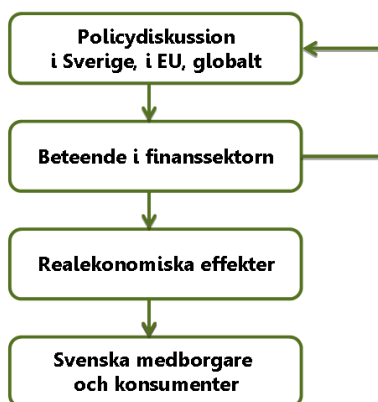 Policydiskussion
i Sverige, i EU, globalt
Beteende i finanssektorn
Realekonomiska effekter
Svenska medborgare
och konsumenter